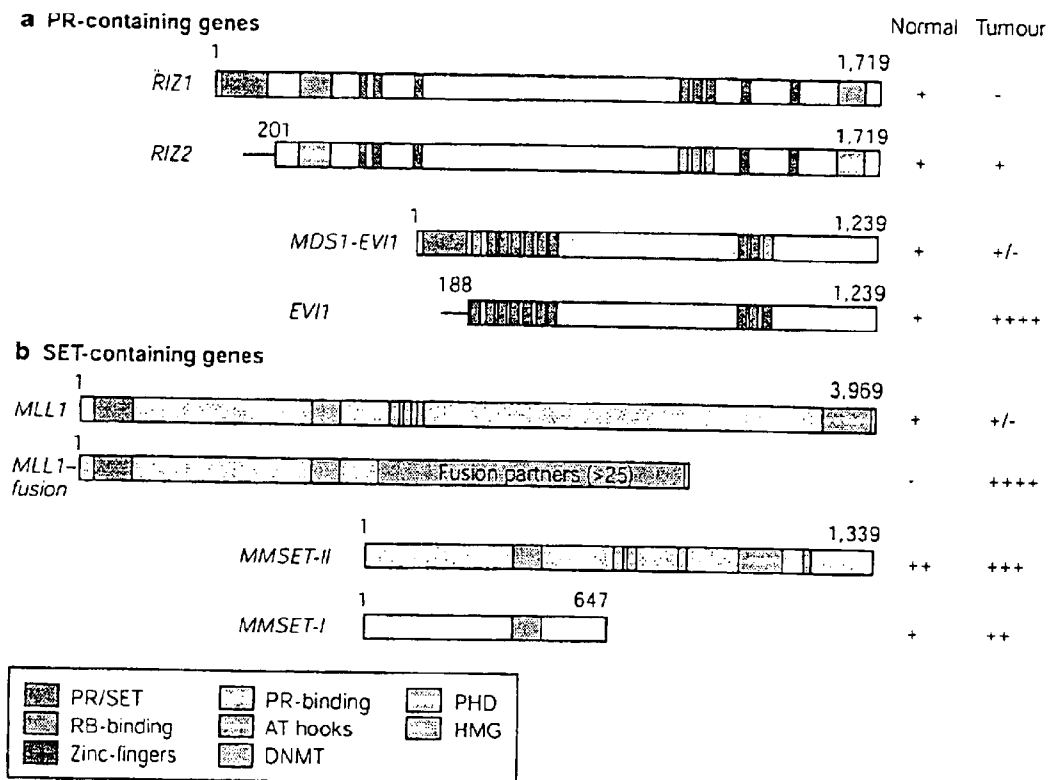 a PR-containing genes
Normal Tumour
1 1,719
RIZ1 + -
201 1,719
RIZ2 + +
1 1,239
MDS1-EVI1 + +/-
188 1,239
EVI1 + ++++
b SET-containing genes
1 3,969
MLL1 + +/-
1
MLL1-
fusion
Fusion partners (>25)
- ++++
1 1,339
MMSET-II ++ +++
1 647
MMSET-I + ++
PR/SET PR-binding PHD
RB-binding AT hooks HMG
Zinc-fingers DNMT